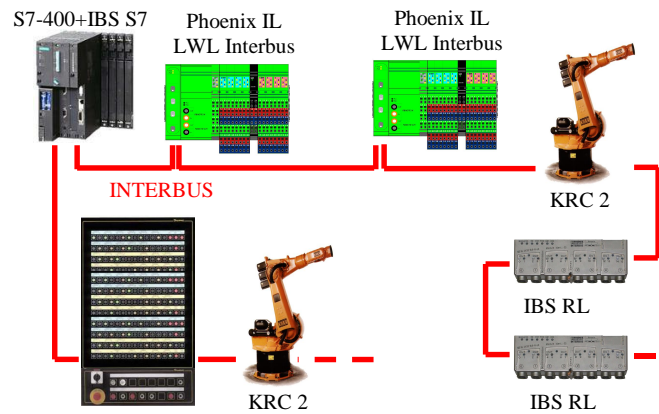 S7-400+IBS S7
Phoenix IL
LWL Interbus
Phoenix IL
LWL Interbus
INTERBUS
KRC 2
IBS RL
KRC 2
IBS RL